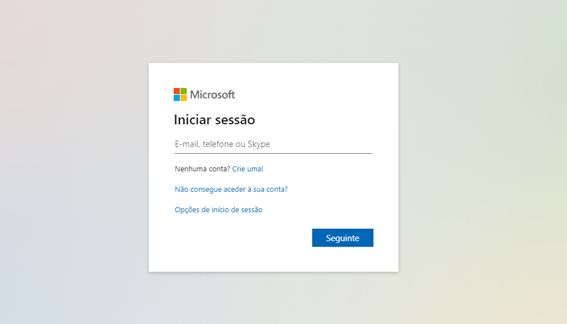 Microsoft
Iniciar sessão
E-mail, telefone ou Skype
Nenhuma conta? Crie uma!
Não consegue aceder à sua conta?
Opções de início de sessão
Seguinte